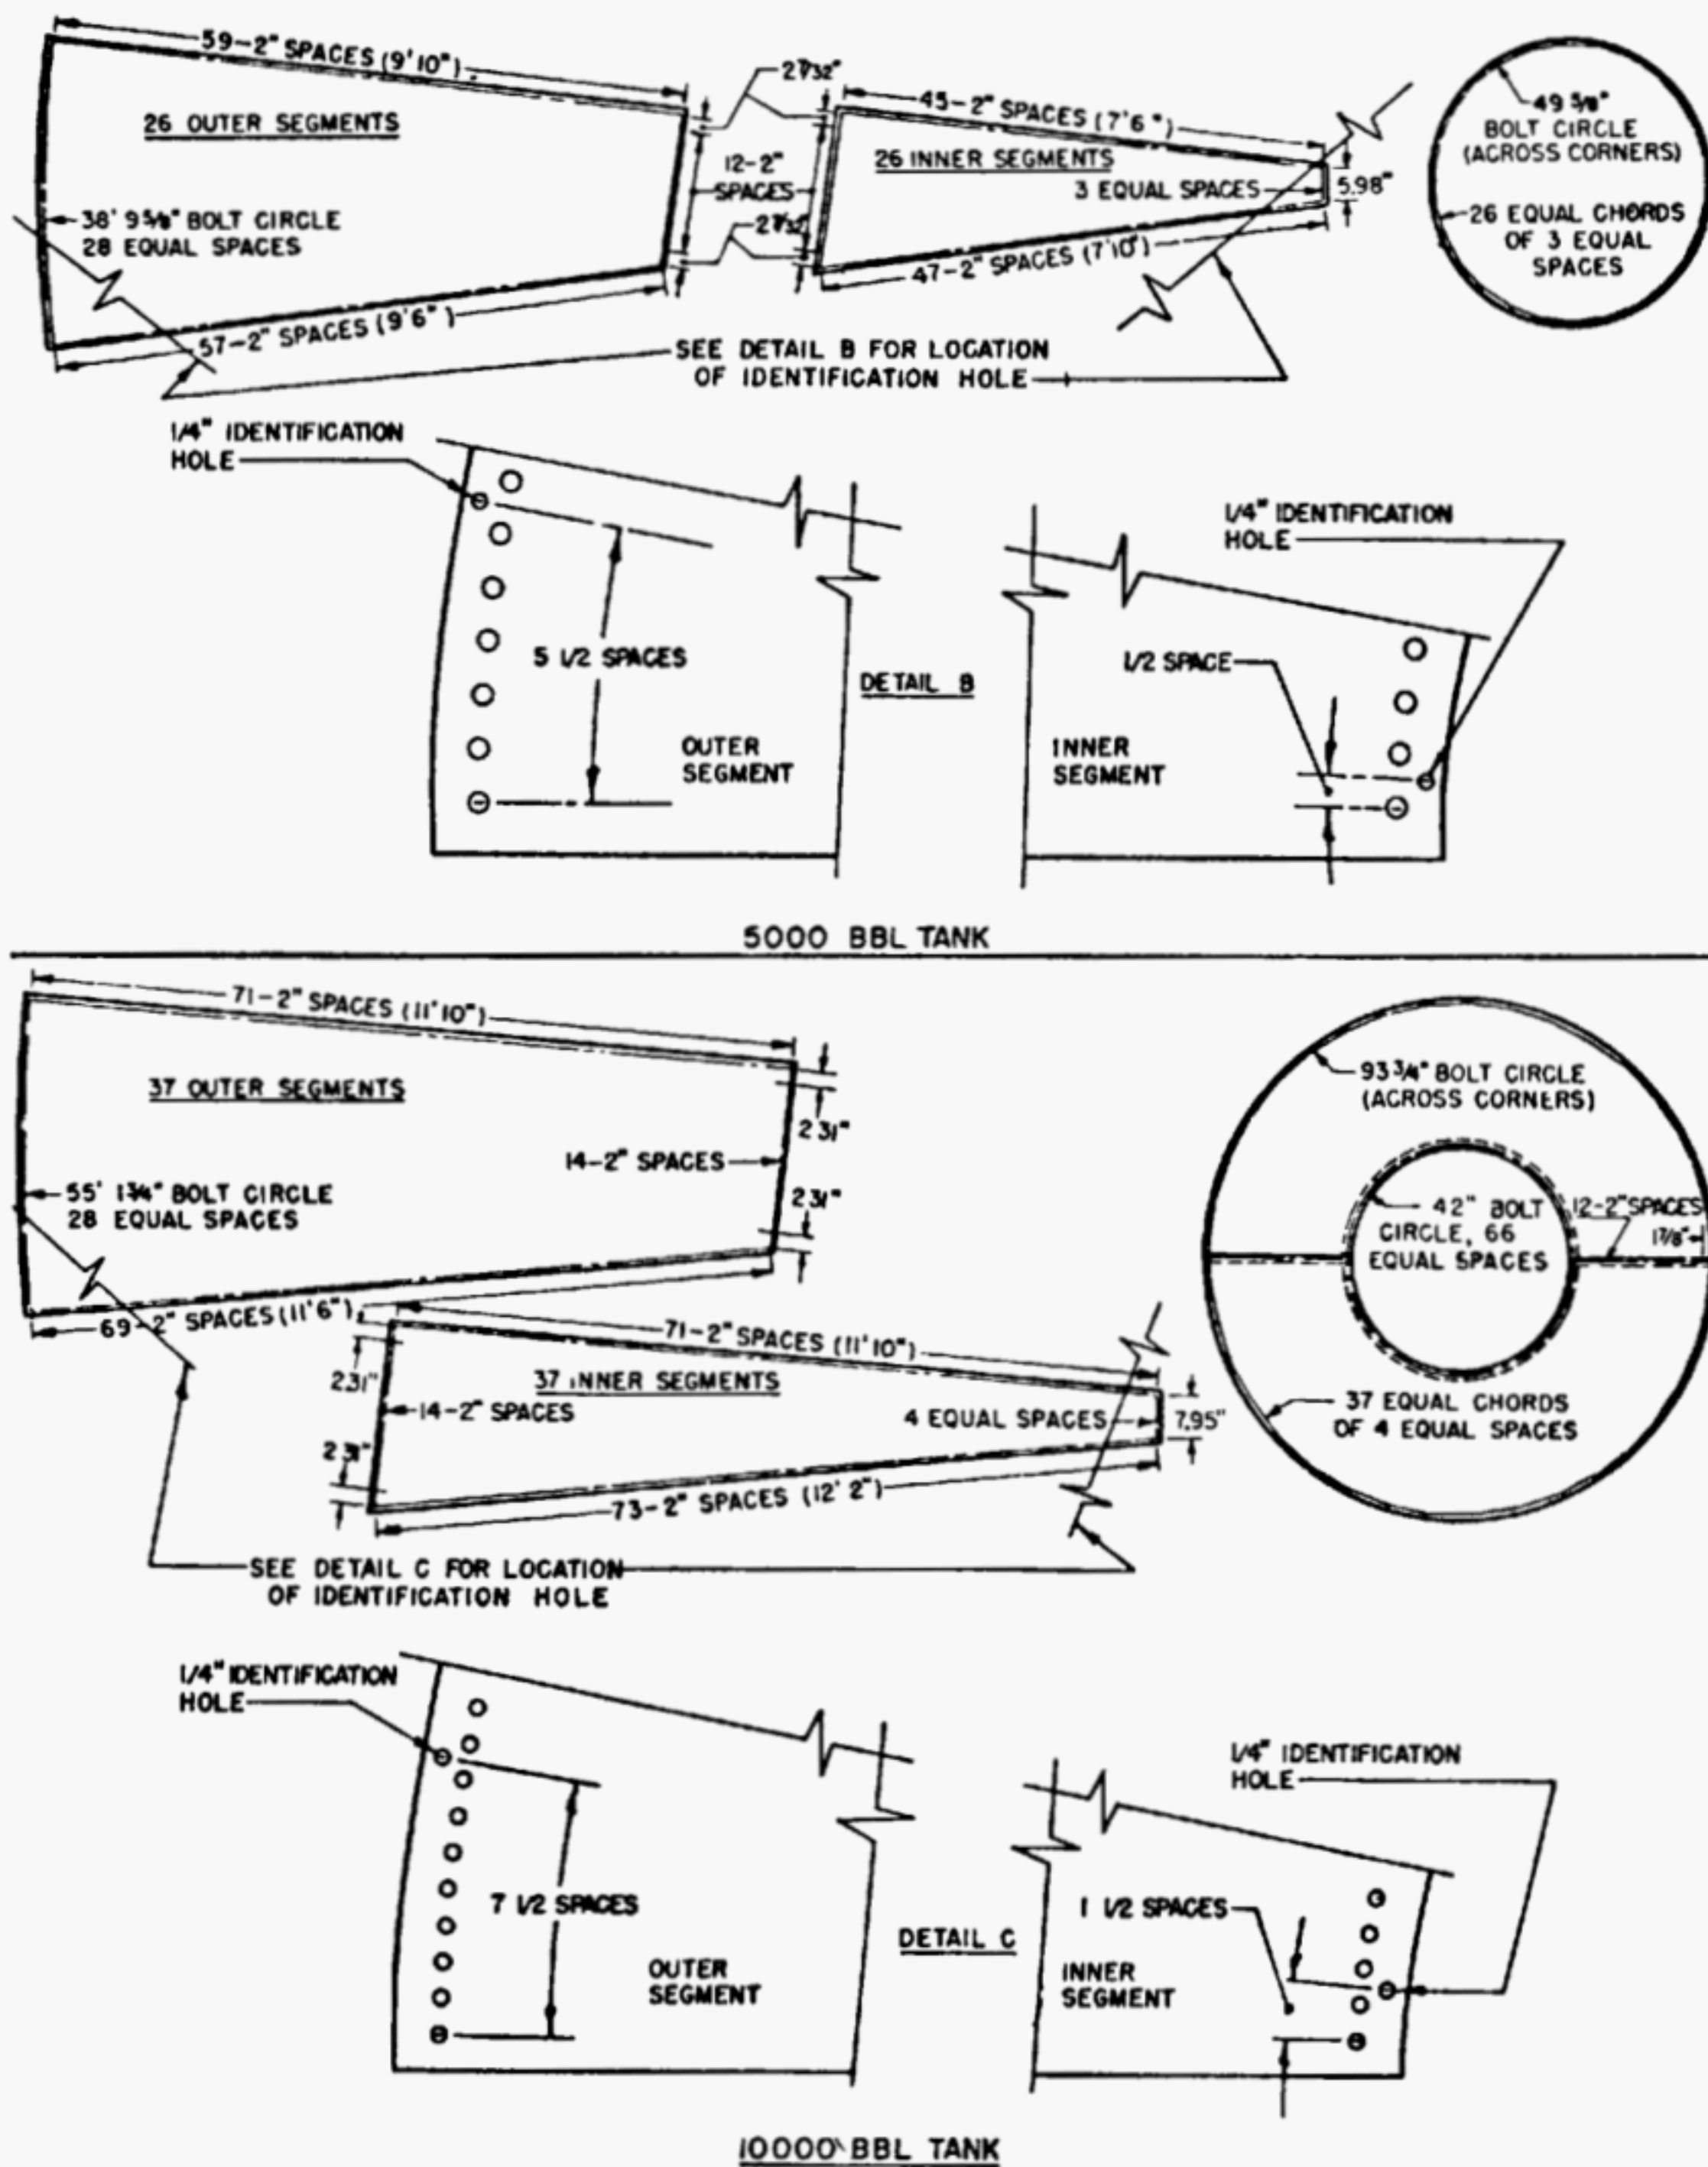 59-2" SPACES (9'10")
26 OUTER SEGMENTS
38' 9 5/8" BOLT CIRCLE
28 EQUAL SPACES
57-2" SPACES (9'6")
2 7/32"
12-2"
SPACES
2 7/32"
45-2" SPACES (7'6")
26 INNER SEGMENTS
3 EQUAL SPACES
5.98"
47-2" SPACES (7'10")
49 5/8"
BOLT CIRCLE
(ACROSS CORNERS)
26 EQUAL CHORDS
OF 3 EQUAL
SPACES
SEE DETAIL B FOR LOCATION
OF IDENTIFICATION HOLE
1/4" IDENTIFICATION
HOLE
5 1/2 SPACES
OUTER
SEGMENT
DETAIL B
1/4" IDENTIFICATION
HOLE
1/2 SPACE
INNER
SEGMENT
5000 BBL TANK
71-2" SPACES (11'10")
37 OUTER SEGMENTS
2 31"
14-2" SPACES
2 31"
55' 1 3/4" BOLT CIRCLE
28 EQUAL SPACES
69-2" SPACES (11'6")
71-2" SPACES (11'10")
2 31"
37 INNER SEGMENTS
14-2" SPACES
4 EQUAL SPACES
7.95"
2 31"
73-2" SPACES (12' 2")
93 3/4" BOLT CIRCLE
(ACROSS CORNERS)
42" BOLT
CIRCLE, 66
EQUAL SPACES
12-2" SPACES
1 7/8"
37 EQUAL CHORDS
OF 4 EQUAL SPACES
SEE DETAIL C FOR LOCATION
OF IDENTIFICATION HOLE
1/4" IDENTIFICATION
HOLE
7 1/2 SPACES
OUTER
SEGMENT
DETAIL C
1/4" IDENTIFICATION
HOLE
1 1/2 SPACES
INNER
SEGMENT
10000 BBL TANK